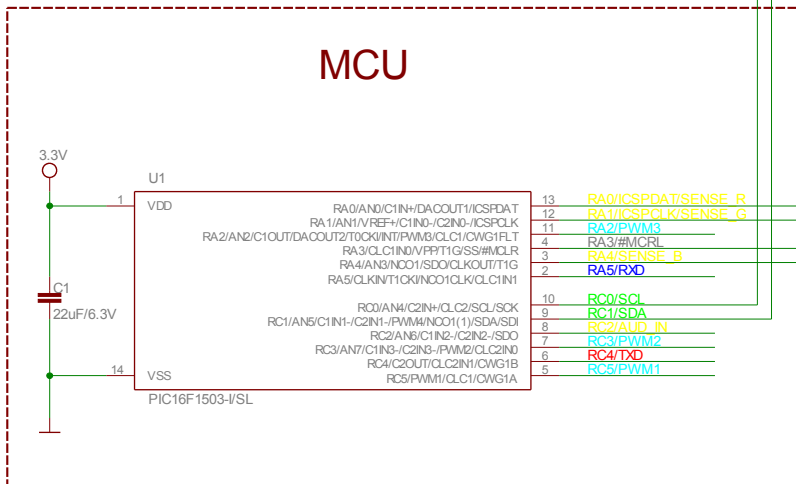 MCU
3.3V
U1
1 VDD
RA0/AN0/C1IN+/DACOUT1/ICSPDAT 13 RA0/ICSPDAT/SENSE_R
RA1/AN1/VREF+/C1IN0-/C2IN0-/ICSPCLK 12 RA1/ICSPCLK/SENSE_G
RA2/AN2/C1OUT/DACOUT2/T0CKI/INT/PWM3/CLC1/CWG1FLT 11 RA2/PWM3
RA3/CLC1IN0/VPP/T1G/SS/#MCLR 4 RA3/#MCRL
RA4/AN3/NCO1/SDO/CLKOUT/T1G 3 RA4/SENSE_B
RA5/CLKIN/T1CKI/NCO1CLK/CLC1IN1 2 RA5/RXD
C1
22uF/6.3V
RC0/AN4/C2IN+/CLC2/SCL/SCK 10 RC0/SCL
RC1/AN5/C1IN1-/C2IN1-/PWM4/NCO1(1)/SDA/SDI 9 RC1/SDA
RC2/AN6/C1IN2-/C2IN2-/SDO 8 RC2/AUD_IN
RC3/AN7/C1IN3-/C2IN3-/PWM2/CLC2IN0 7 RC3/PWM2
RC4/C2OUT/CLC2IN1/CWG1B 6 RC4/TXD
14 VSS
RC5/PWM1/CLC1/CWG1A 5 RC5/PWM1
PIC16F1503-I/SL